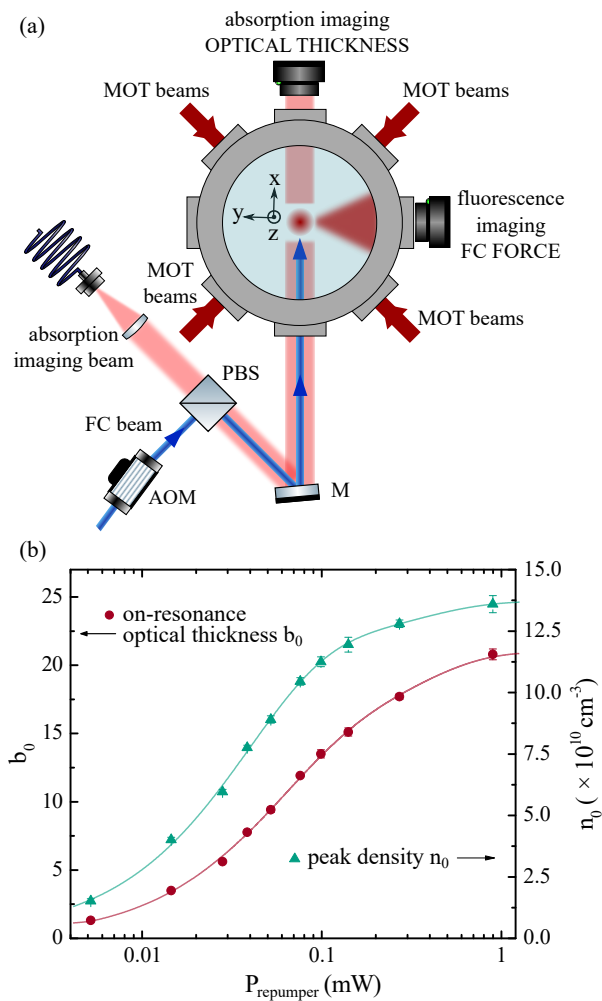 (a)
absorption imaging
OPTICAL THICKNESS
MOT beams
MOT beams
x
y
z
fluorescence
imaging
FC FORCE
MOT
beams
MOT beams
absorption
imaging beam
PBS
FC beam
AOM
M
(b)
25
20
15
10
5
0
b₀
15.0
12.5
10.0
7.5
5.0
2.5
0.0
n₀ ( × 10¹⁰ cm⁻³)
on-resonance
optical thickness b₀
peak density n₀
0.01
0.1
1
P_repumper (mW)